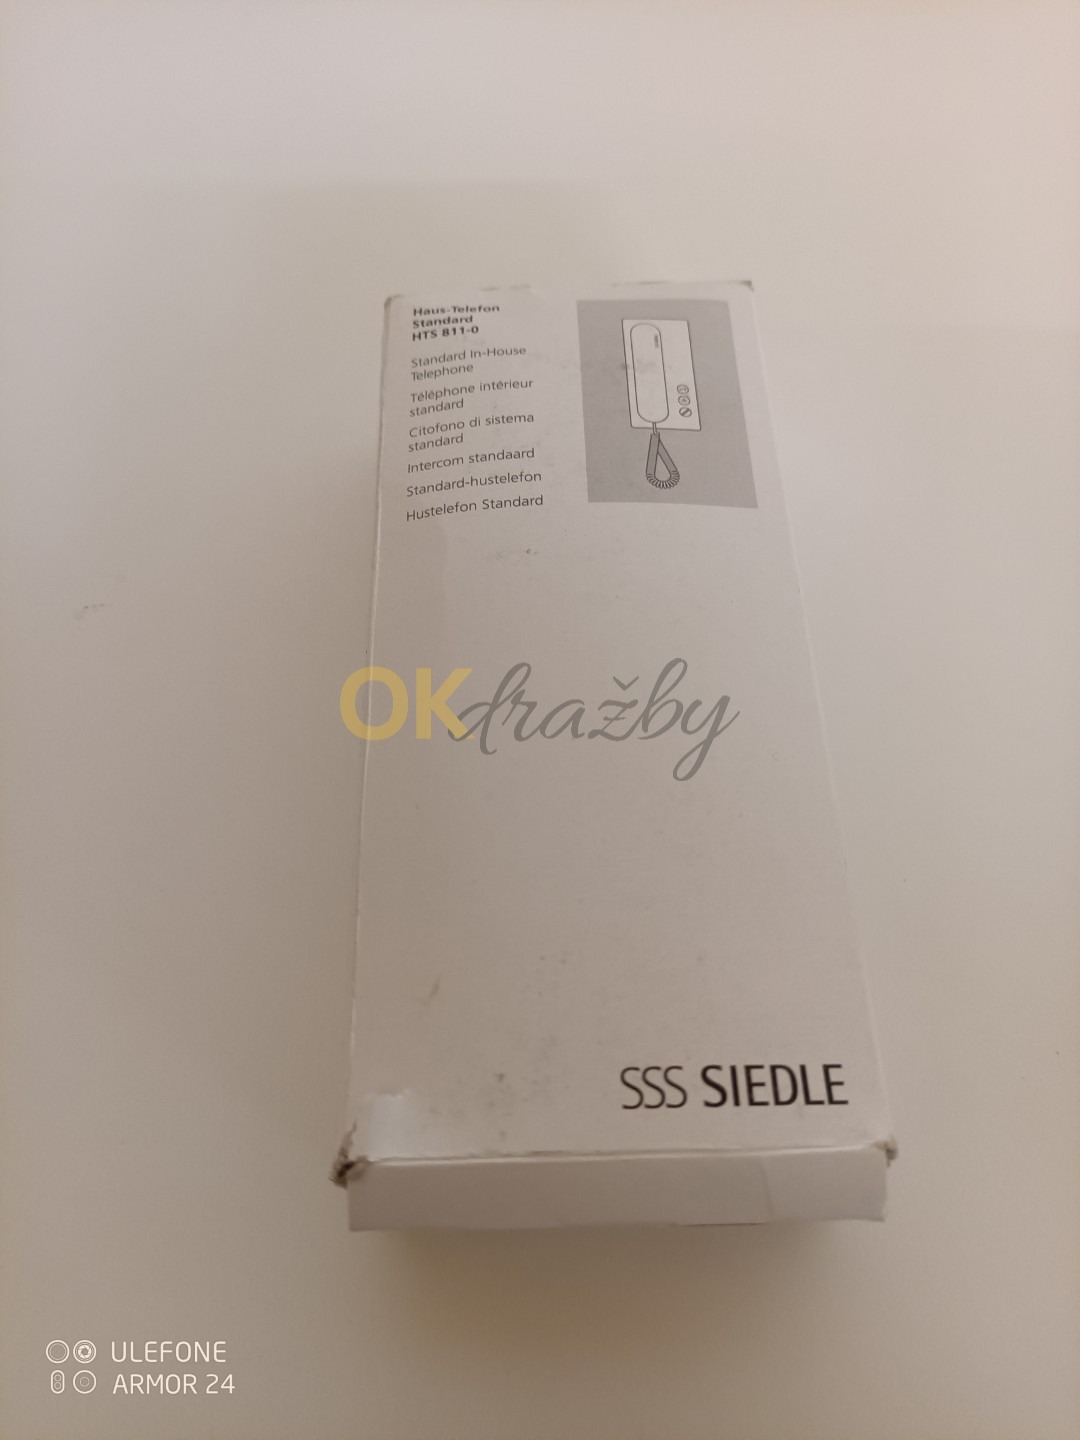 Haus-Telefon
Standard
HTS 811-0
Standard In-House
Telephone
Téléphone intérieur
standard
Citofono di sistema
standard
Intercom standaard
Standard-hustelefon
Hustelefon Standard
OKdražby
SSS SIEDLE
ULEFONE
ARMOR 24